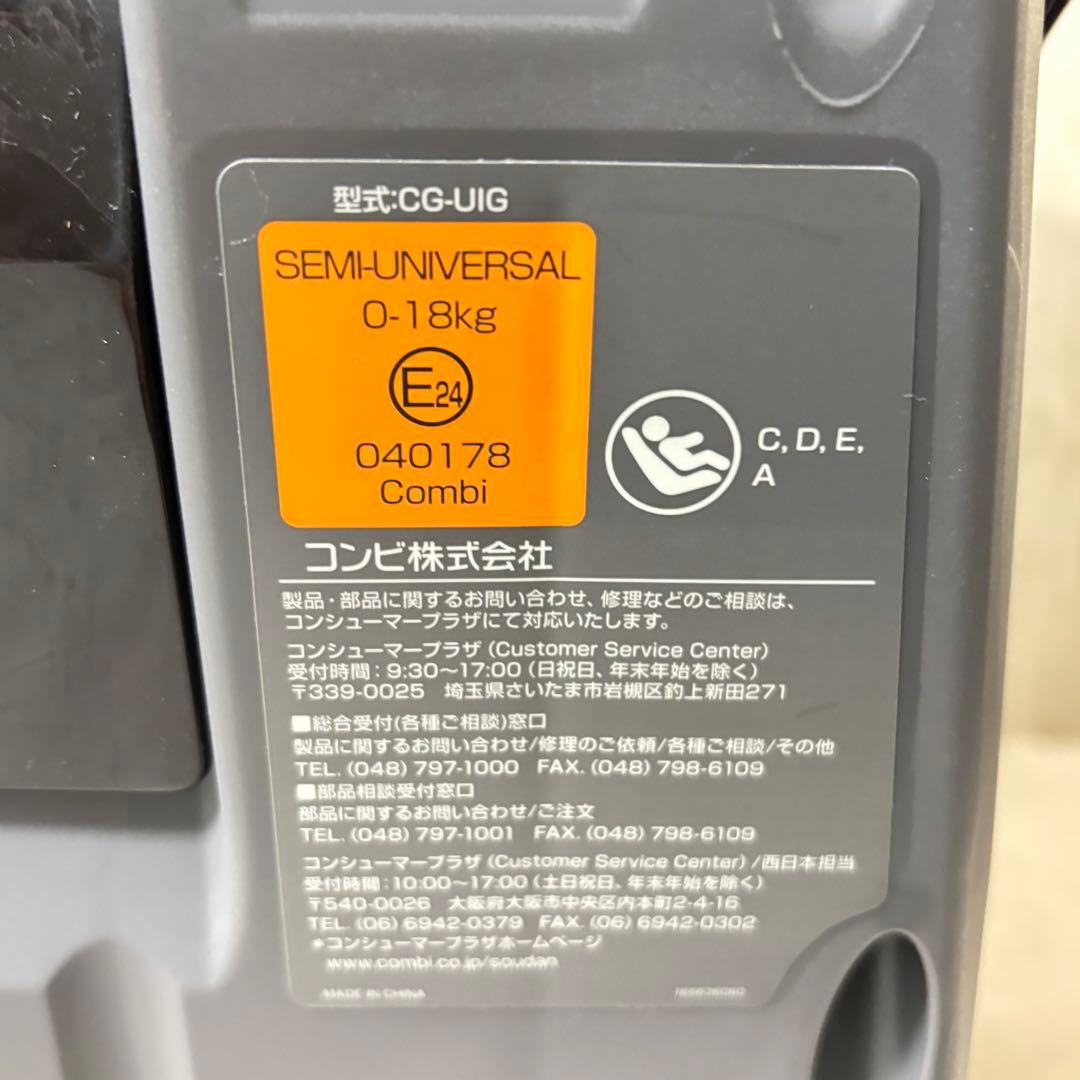 型式:CG-UIG
SEMI-UNIVERSAL
0-18kg
E24
040178
Combi
C, D, E,
A
コンビ株式会社
製品・部品に関するお問い合わせ、修理などのご相談は、
コンシューマープラザにて対応いたします。
コンシューマープラザ (Customer Service Center)
受付時間：9:30〜17:00 (日祝日、年末年始を除く)
〒339-0025 埼玉県さいたま市岩槻区釣上新田271
■総合受付(各種ご相談)窓口
製品に関するお問い合わせ/修理のご依頼/各種ご相談/その他
TEL. (048) 797-1000 FAX. (048) 798-6109
■部品相談受付窓口
部品に関するお問い合わせ/ご注文
TEL. (048) 797-1001 FAX. (048) 798-6109
コンシューマープラザ (Customer Service Center) /西日本担当
受付時間：10:00〜17:00 (土日祝日、年末年始を除く)
〒540-0026 大阪府大阪市中央区内本町2-4-16
TEL. (06) 6942-0379 FAX. (06) 6942-0302
＊コンシューマープラザホームページ
www.combi.co.jp/soudan
MADE IN CHINA